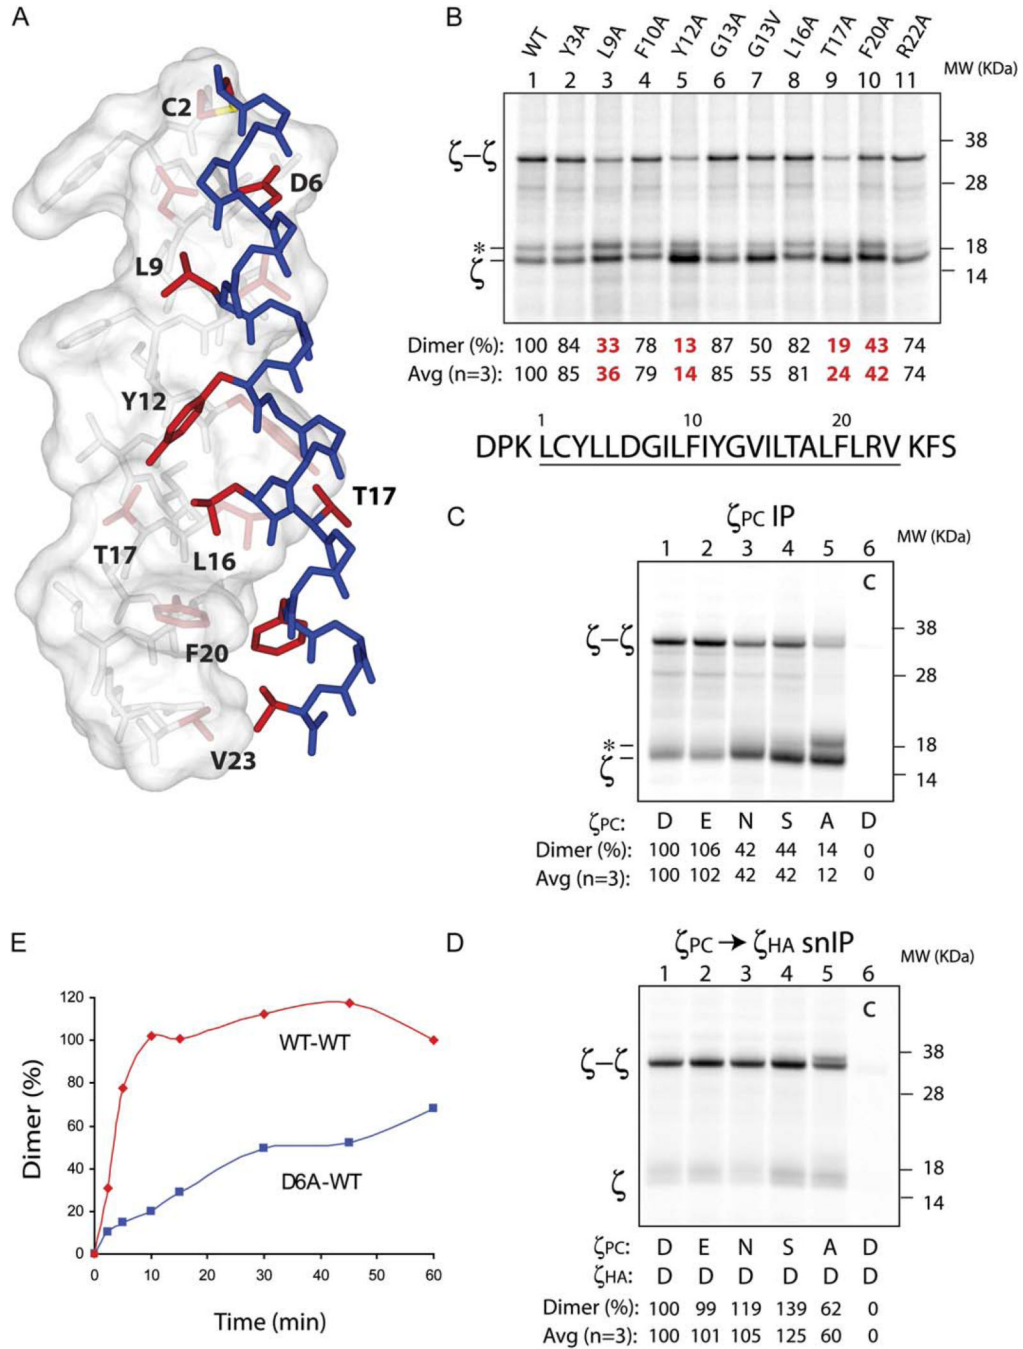 A
C2
D6
L9
Y12
T17
T17
L16
F20
V23
B
WT Y3A L9A F10A Y12A G13A G13V L16A T17A F20A R22A
1 2 3 4 5 6 7 8 9 10 11
MW (KDa)
ζ–ζ
*
ζ
38
28
18
14
Dimer (%): 100 84 33 78 13 87 50 82 19 43 74
Avg (n=3): 100 85 36 79 14 85 55 81 24 42 74
1 10 20
DPK LCYLLDGILFIYGVILTALFLRV KFS
C
ζPC IP
1 2 3 4 5 6
MW (KDa)
C
ζ–ζ
*
ζ
38
28
18
14
ζPC: D E N S A D
Dimer (%): 100 106 42 44 14 0
Avg (n=3): 100 102 42 42 12 0
E
120
100
80
60
40
20
0
Dimer (%)
WT-WT
D6A-WT
0 10 20 30 40 50 60
Time (min)
D
ζPC → ζHA snIP
1 2 3 4 5 6
MW (KDa)
C
ζ–ζ
ζ
38
28
18
14
ζPC: D E N S A D
ζHA: D D D D D D
Dimer (%): 100 99 119 139 62 0
Avg (n=3): 100 101 105 125 60 0